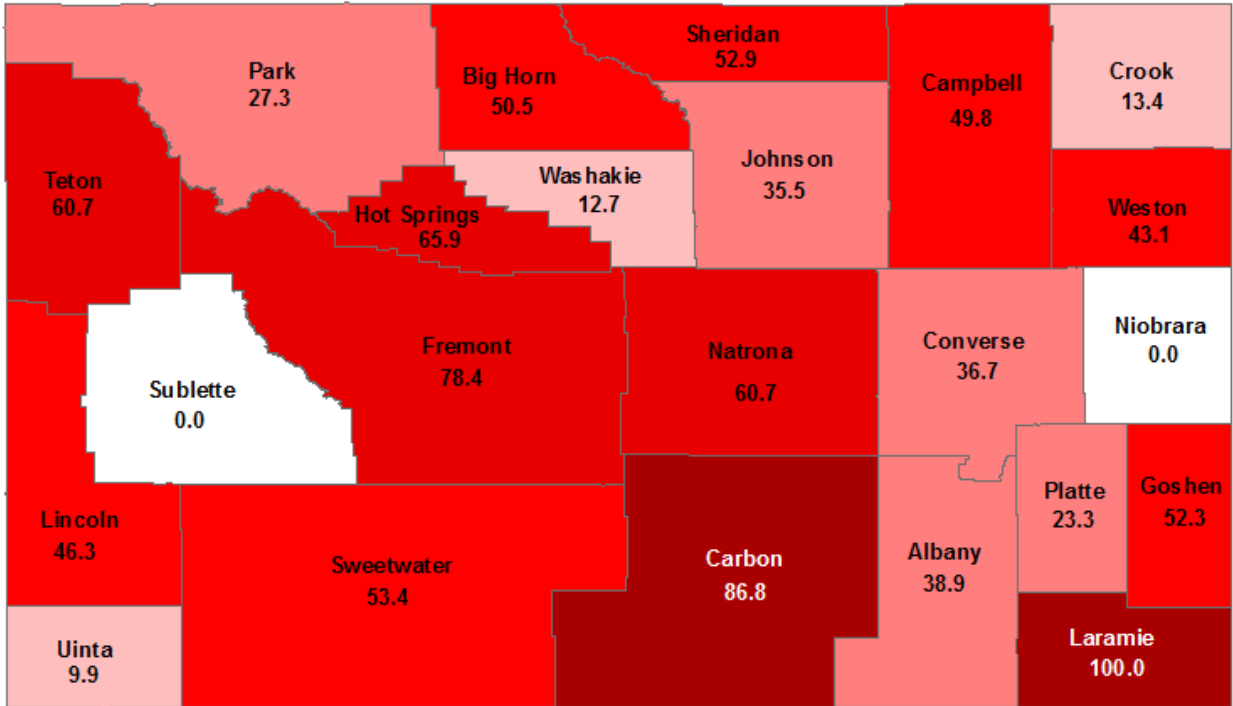 Park
27.3
Big Horn
50.5
Sheridan
52.9
Campbell
49.8
Crook
13.4
Teton
60.7
Hot Springs
65.9
Washakie
12.7
Johnson
35.5
Weston
43.1
Sublette
0.0
Fremont
78.4
Natrona
60.7
Converse
36.7
Niobrara
0.0
Lincoln
46.3
Sweetwater
53.4
Carbon
86.8
Albany
38.9
Platte
23.3
Goshen
52.3
Uinta
9.9
Laramie
100.0